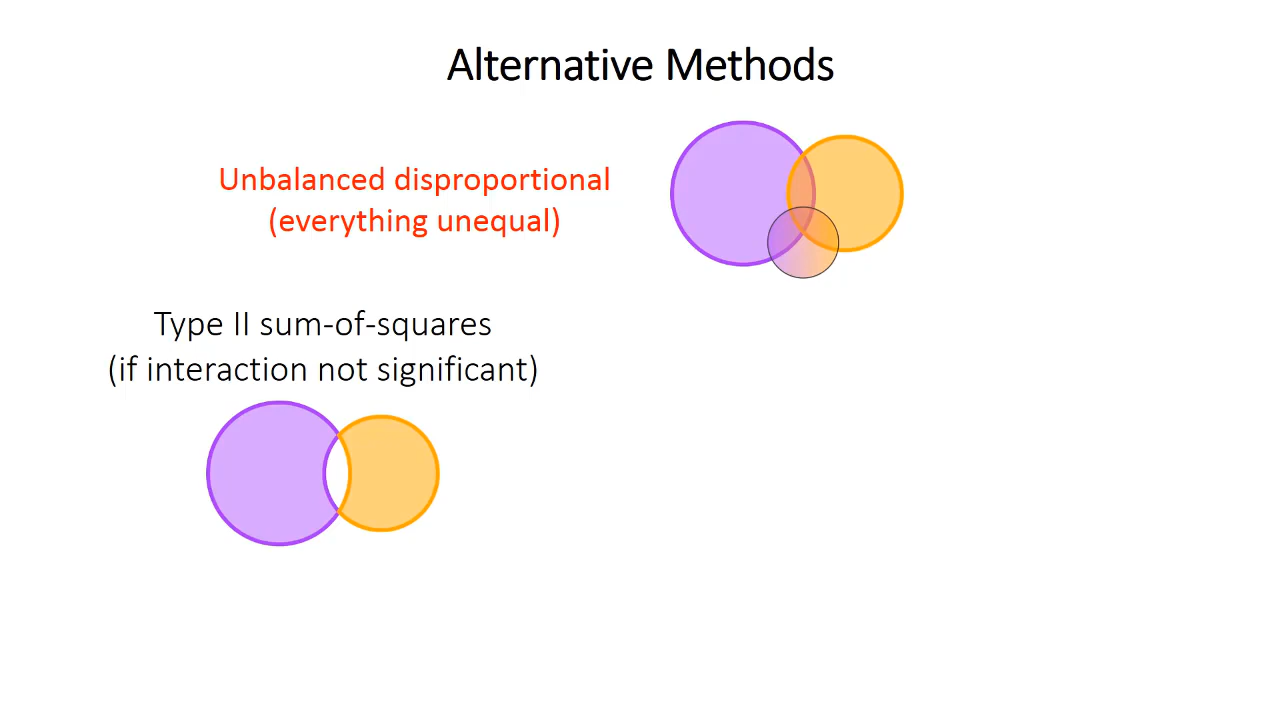 Alternative Methods
Unbalanced disproportional
(everything unequal)
Type II sum-of-squares
(if interaction not significant)